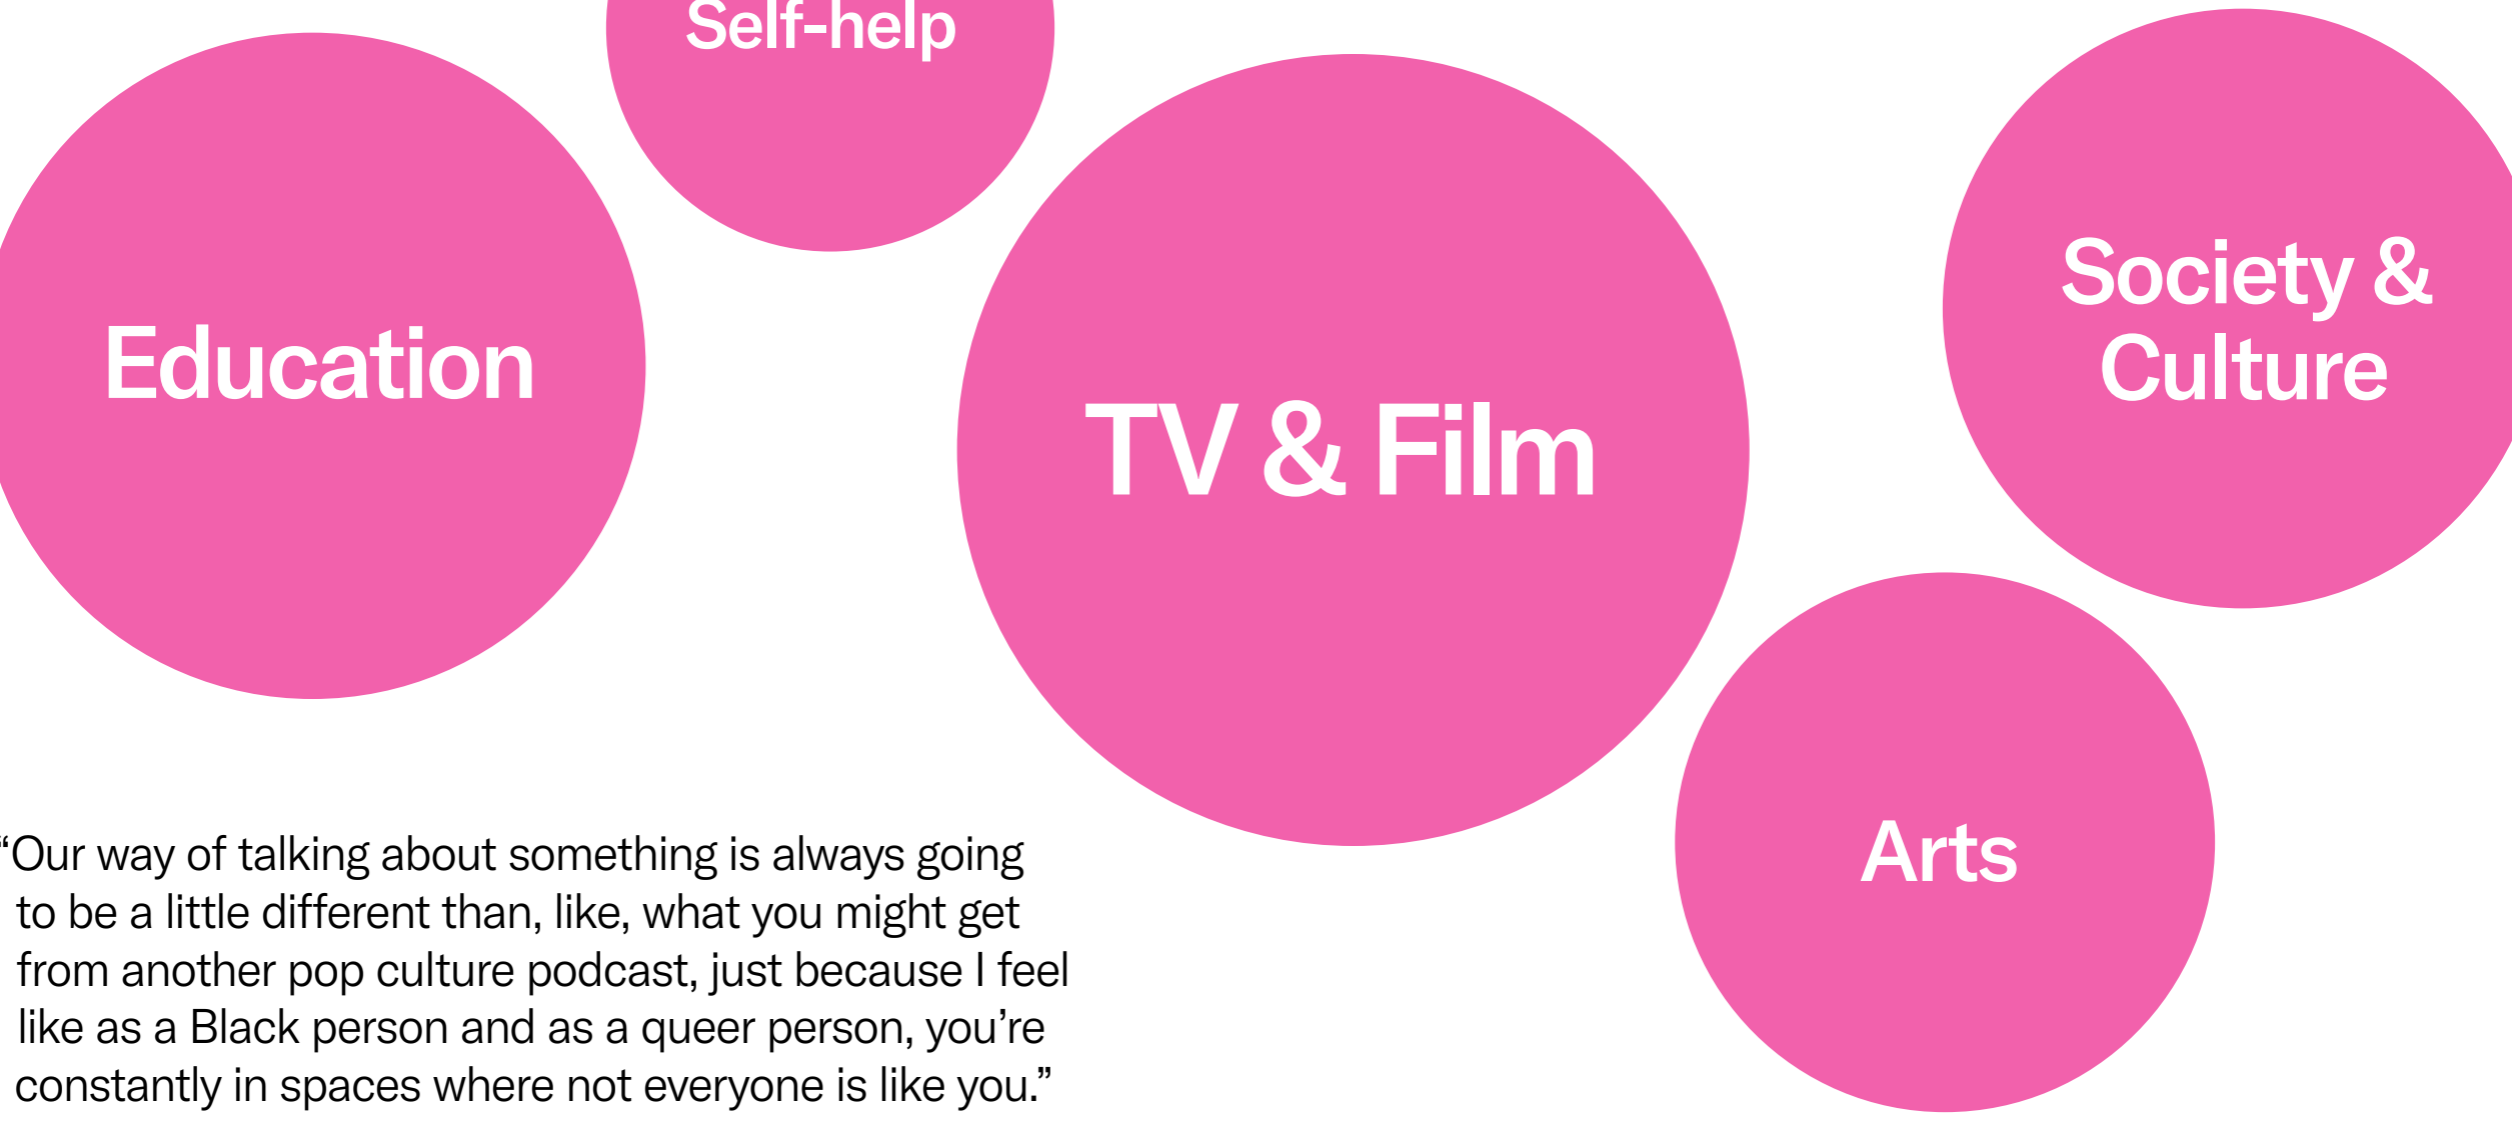 Self-help
Education
TV & Film
Society &
Culture
Arts
“Our way of talking about something is always going
to be a little different than, like, what you might get
from another pop culture podcast, just because I feel
like as a Black person and as a queer person, you’re
constantly in spaces where not everyone is like you.”